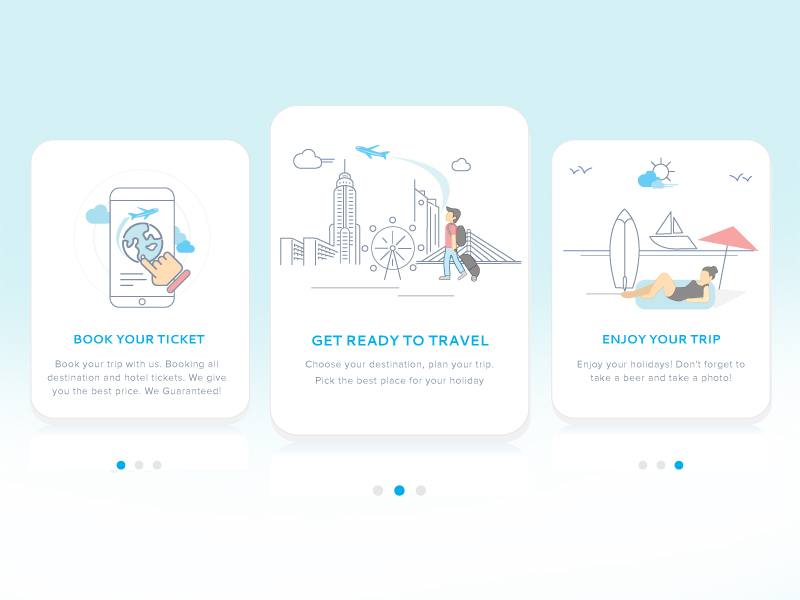 BOOK YOUR TICKET
Book your trip with us. Booking all
destination and hotel tickets. We give
you the best price. We Guaranteed!
GET READY TO TRAVEL
Choose your destination, plan your trip.
Pick the best place for your holiday
ENJOY YOUR TRIP
Enjoy your holidays! Don't forget to
take a beer and take a photo!